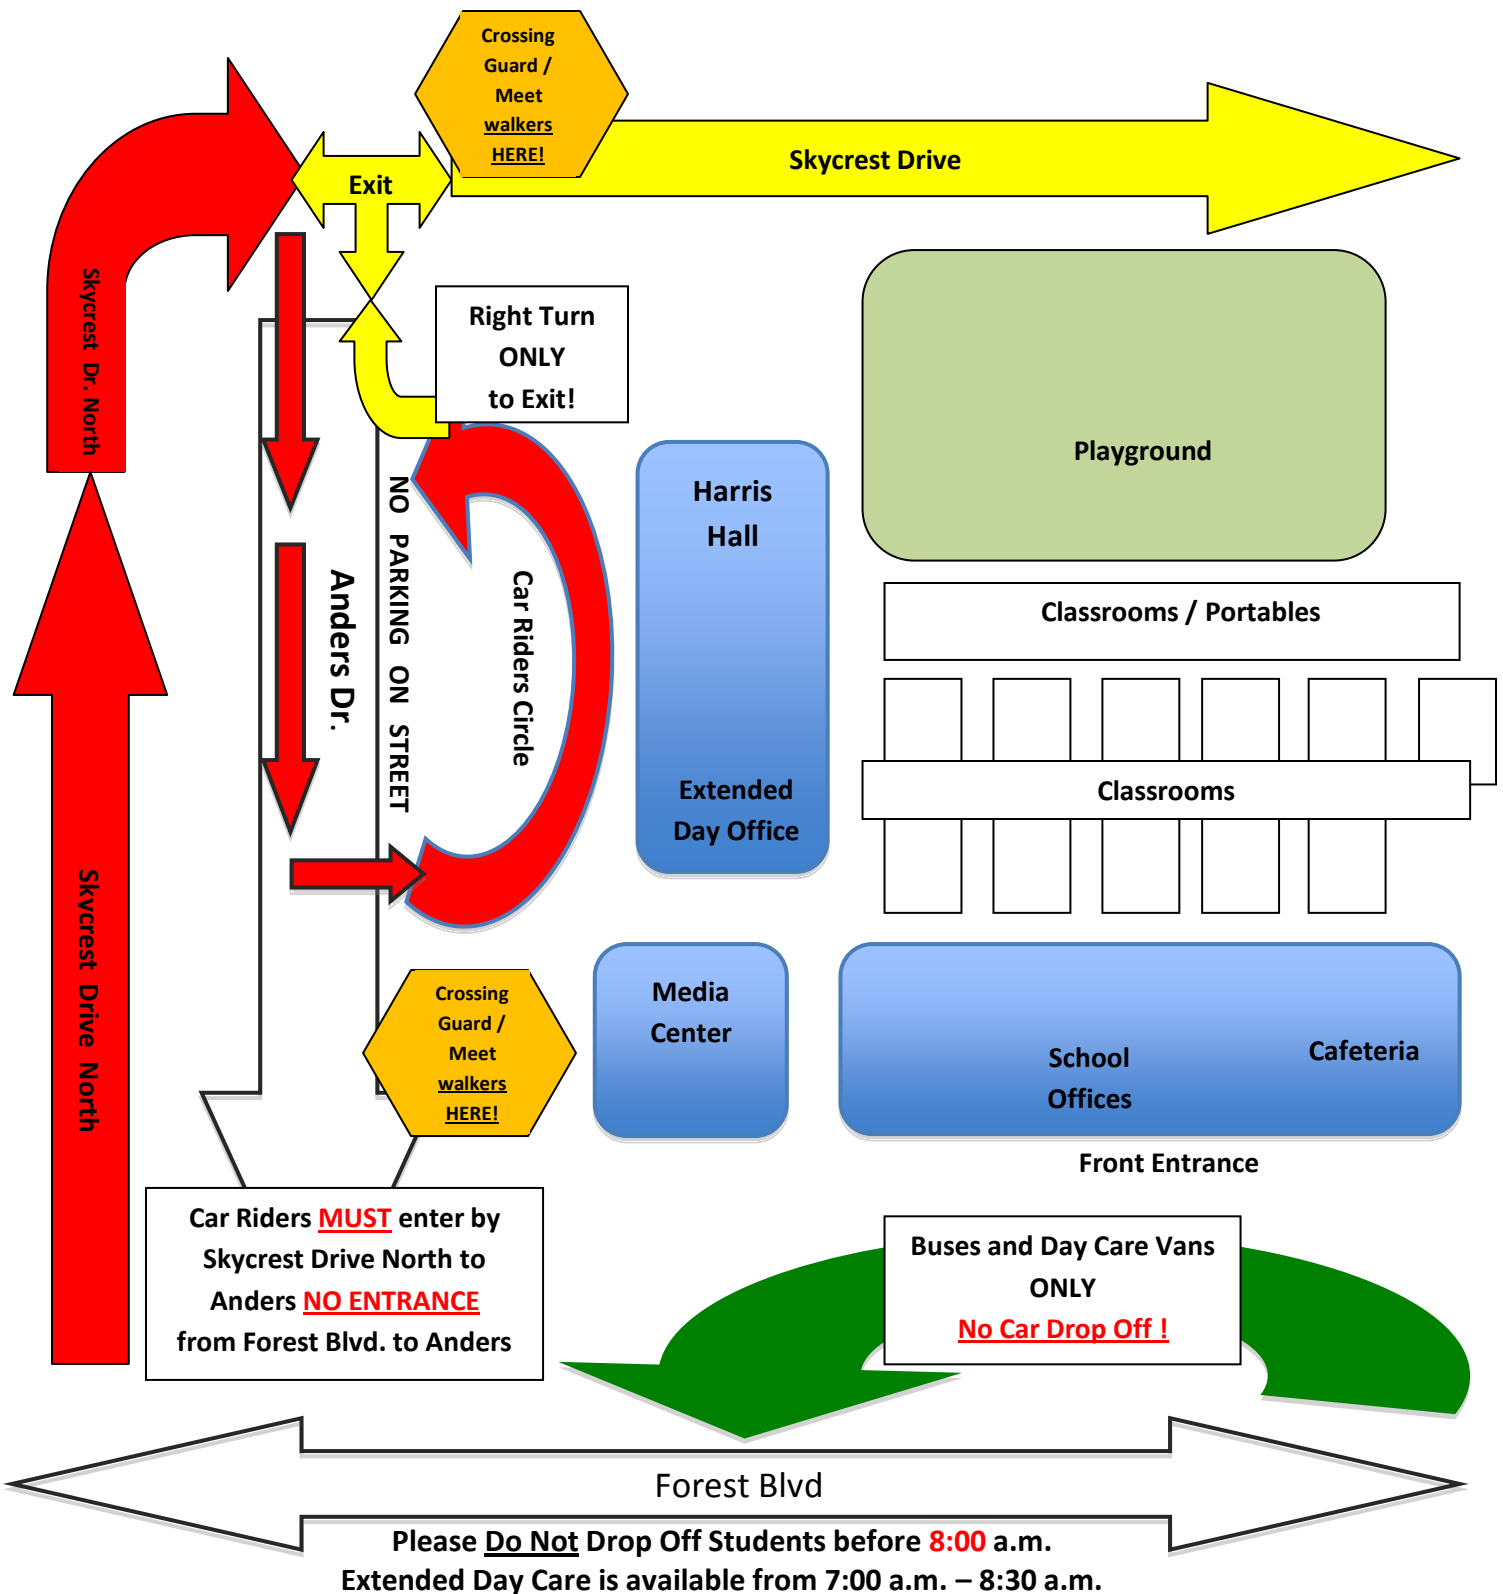 Crossing
Guard /
Meet
walkers
HERE!
Skycrest Drive
Exit
Skycrest Dr. North
Right Turn
ONLY
to Exit!
Playground
Harris
Hall
NO PARKING ON STREET
Anders Dr.
Car Riders Circle
Classrooms / Portables
Extended
Day Office
Classrooms
Skycrest Drive North
Crossing
Guard /
Meet
walkers
HERE!
Media
Center
School
Offices
Cafeteria
Front Entrance
Car Riders MUST enter by
Skycrest Drive North to
Anders NO ENTRANCE
from Forest Blvd. to Anders
Buses and Day Care Vans
ONLY
No Car Drop Off !
Forest Blvd
Please Do Not Drop Off Students before 8:00 a.m.
Extended Day Care is available from 7:00 a.m. – 8:30 a.m.